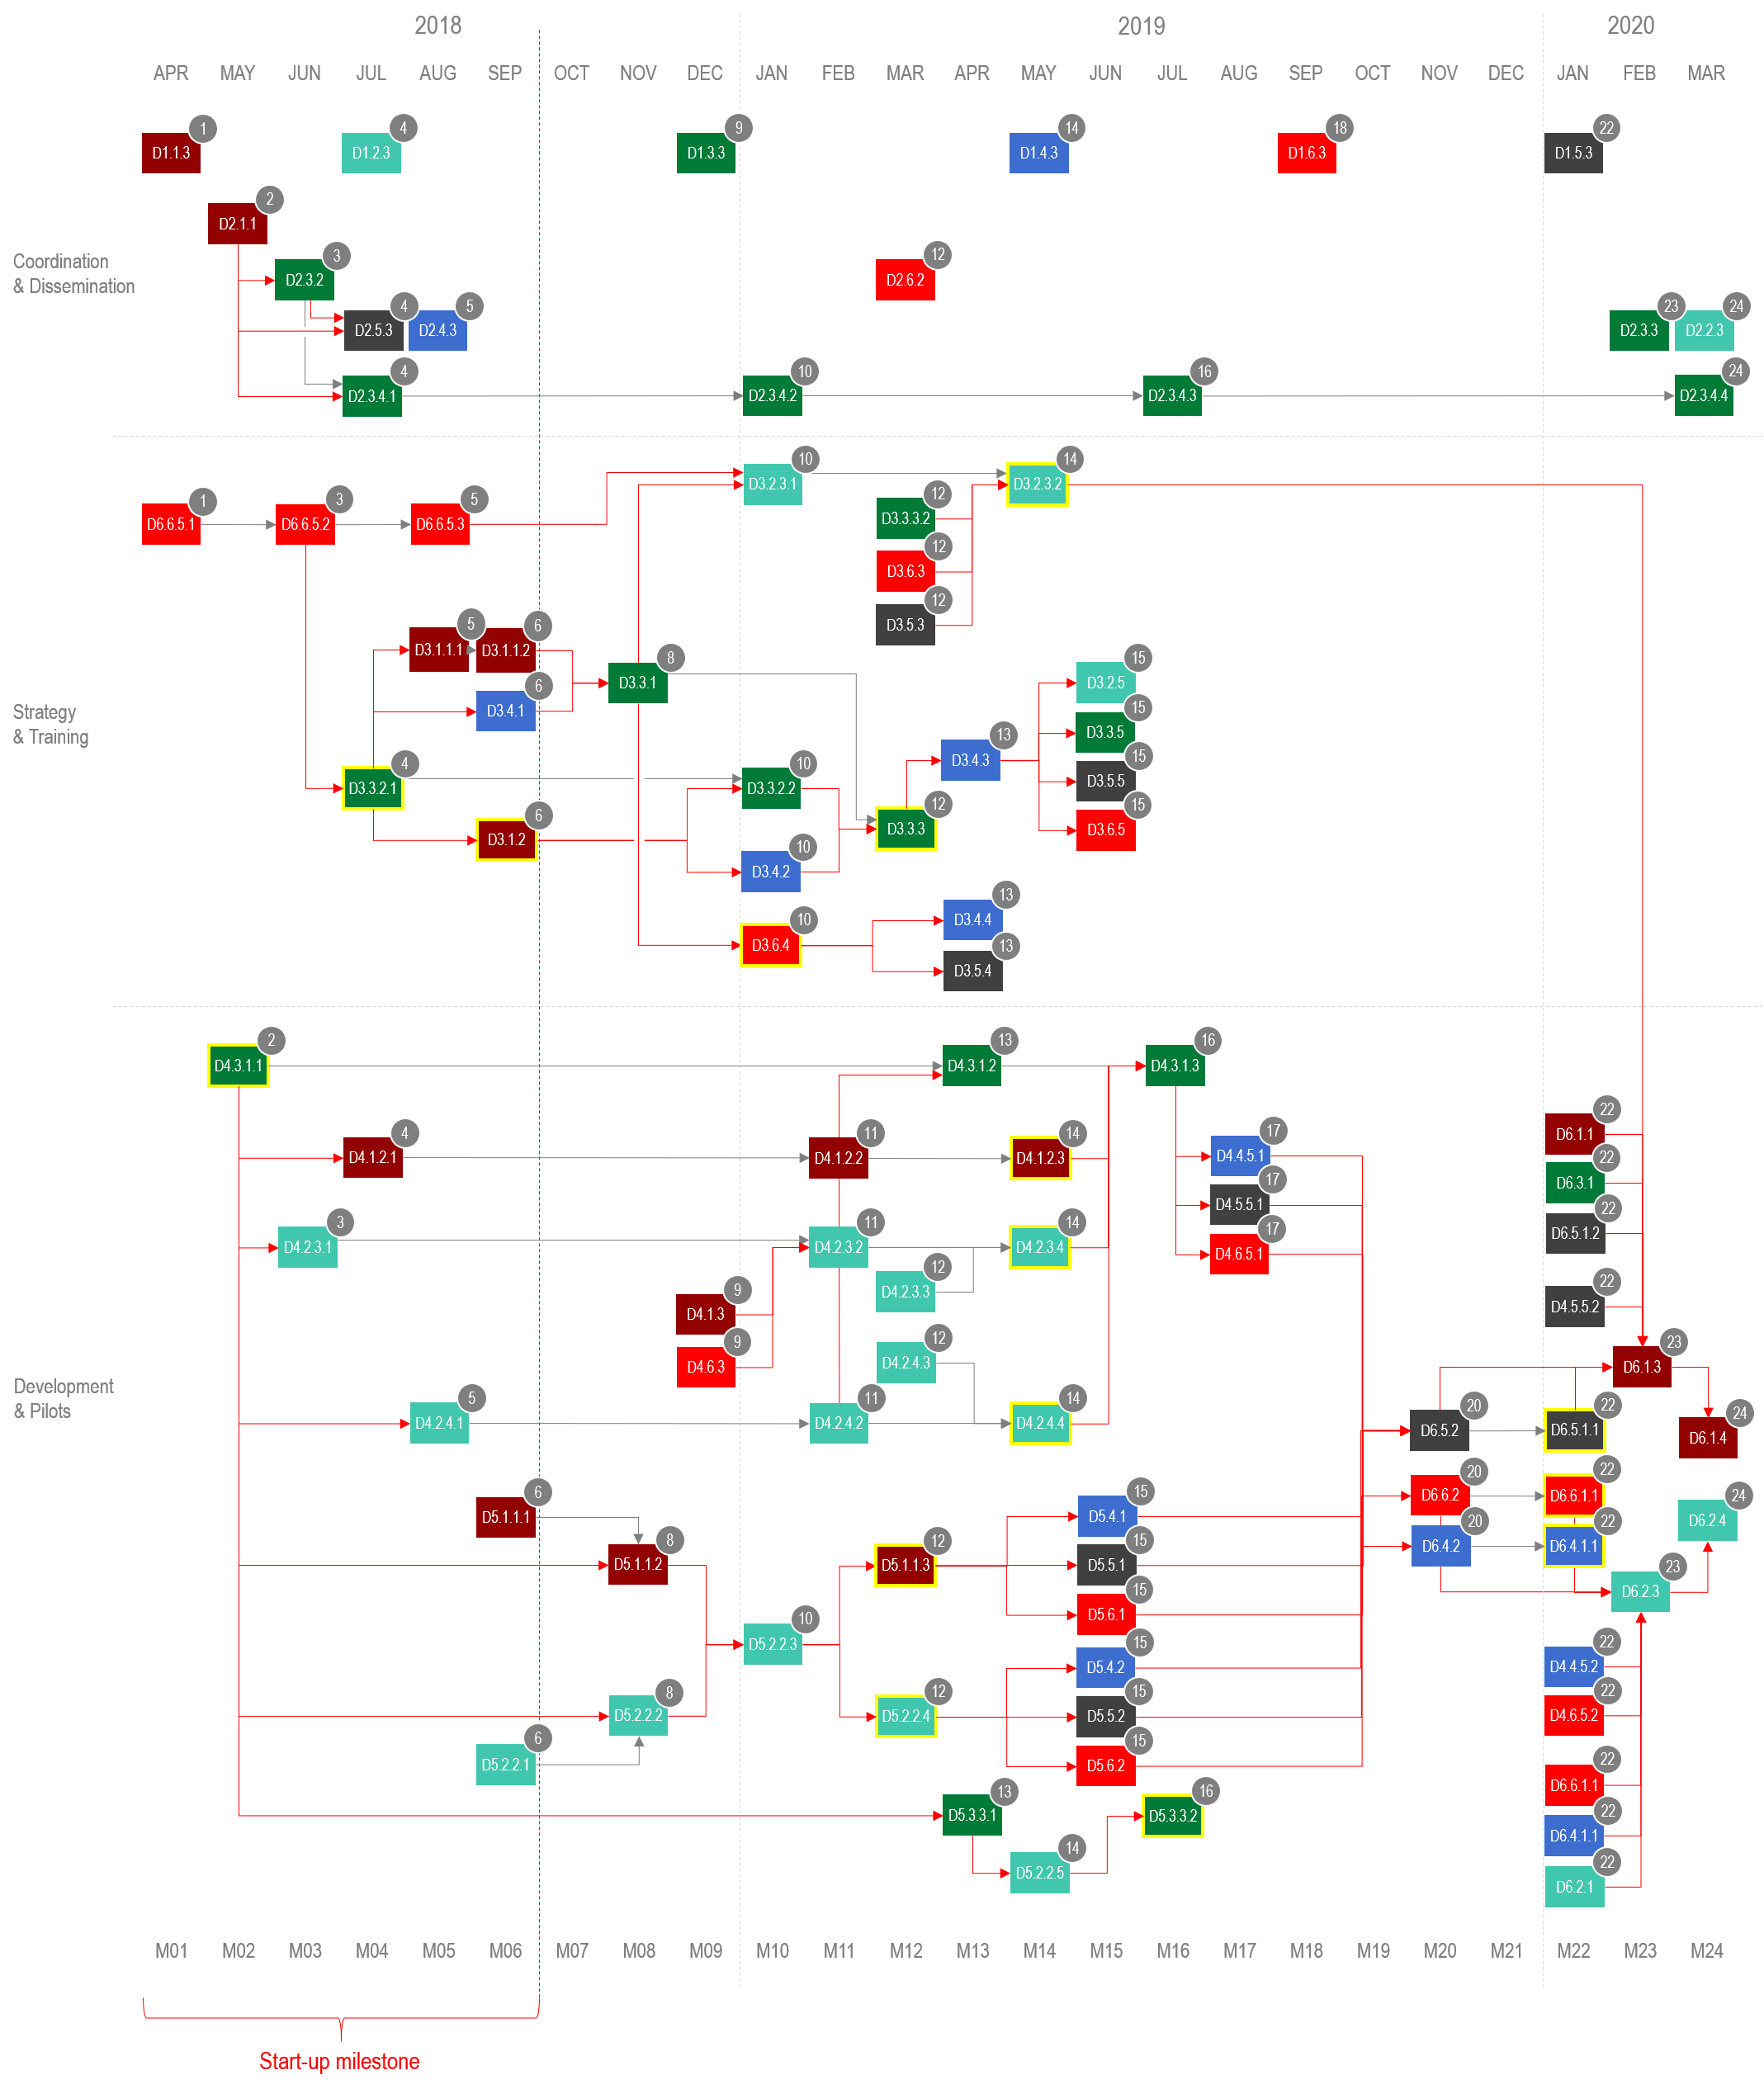 2018
2019
2020
APR MAY JUN JUL AUG SEP OCT NOV DEC JAN FEB MAR APR MAY JUN JUL AUG SEP OCT NOV DEC JAN FEB MAR
1 4 9 14 18 22
D1.1.3 D1.2.3 D1.3.3 D1.4.3 D1.6.3 D1.5.3
2
D2.1.1
3 12
D2.3.2 D2.6.2
Coordination
& Dissemination
4 5 23 24
D2.5.3 D2.4.3 D2.3.3 D2.2.3
4 10 16 24
D2.3.4.1 D2.3.4.2 D2.3.4.3 D2.3.4.4
10 14
D3.2.3.1 D3.2.3.2
1 3 5 12
D6.6.5.1 D6.6.5.2 D6.6.5.3 D3.3.3.2
12
D3.6.3
12
D3.5.3
5 6
D3.1.1.1 D3.1.1.2
8 15
D3.3.1 D3.2.5
6
D3.4.1
Strategy
& Training
15
D3.3.5
13
D3.4.3
15
D3.5.5
4 10
D3.3.2.1 D3.3.2.2
12 15
D3.3.3 D3.6.5
6
D3.1.2
10
D3.4.2
13
D3.4.4
10
D3.6.4
13
D3.5.4
2 13 16
D4.3.1.1 D4.3.1.2 D4.3.1.3
22
D6.1.1
4 11 14 17
D4.1.2.1 D4.1.2.2 D4.1.2.3 D4.4.5.1
22
D6.3.1
17
D4.5.5.1
22
D6.5.1.2
3 11 14 17
D4.2.3.1 D4.2.3.2 D4.2.3.4 D4.6.5.1
12
D4.2.3.3
9 22
D4.1.3 D4.5.5.2
9 12 23
D4.6.3 D4.2.4.3 D6.1.3
Development
& Pilots
5 11 14 20 22 24
D4.2.4.1 D4.2.4.2 D4.2.4.4 D6.5.2 D6.5.1.1 D6.1.4
20 22
D6.6.2 D6.6.1.1
6 15 24
D5.1.1.1 D5.4.1 D6.2.4
20 22
D6.4.2 D6.4.1.1
8 12 15
D5.1.1.2 D5.1.1.3 D5.5.1
23
D6.2.3
15
D5.6.1
10
D5.2.2.3
15 22
D5.4.2 D4.4.5.2
8 12 15 22
D5.2.2.2 D5.2.2.4 D5.5.2 D4.6.5.2
6 15
D5.2.2.1 D5.6.2
22
D6.6.1.1
13 16
D5.3.3.1 D5.3.3.2
22
D6.4.1.1
14
D5.2.2.5
22
D6.2.1
M01 M02 M03 M04 M05 M06 M07 M08 M09 M10 M11 M12 M13 M14 M15 M16 M17 M18 M19 M20 M21 M22 M23 M24
Start-up milestone